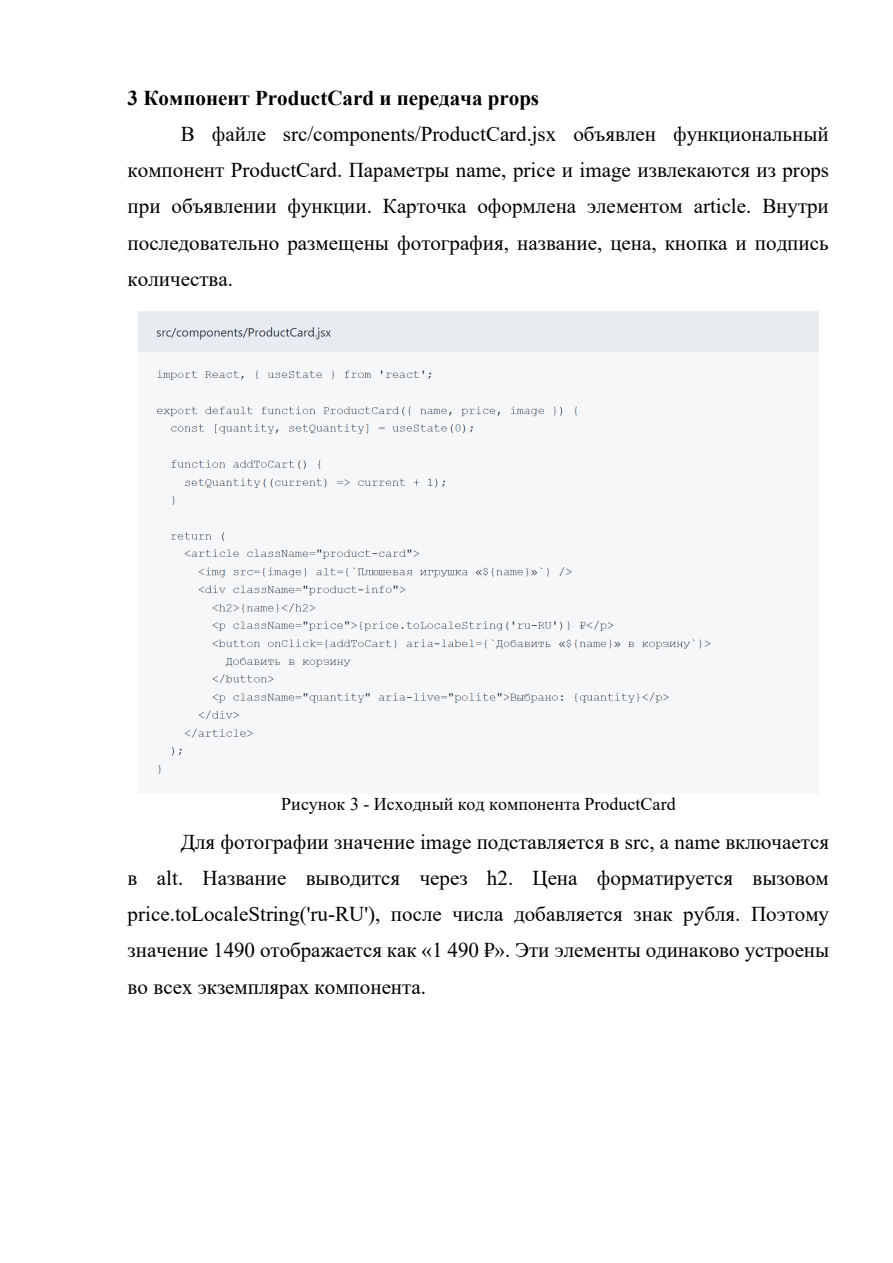 3 Компонент ProductCard и передача props
В файле src/components/ProductCard.jsx объявлен функциональный
компонент ProductCard. Параметры name, price и image извлекаются из props
при объявлении функции. Карточка оформлена элементом article. Внутри
последовательно размещены фотография, название, цена, кнопка и подпись
количества.
src/components/ProductCard.jsx
import React, { useState } from 'react';
export default function ProductCard({ name, price, image }) {
const [quantity, setQuantity] = useState(0);
function addToCart() {
setQuantity((current) => current + 1);
}
return (
<article className="product-card">
<img src={image} alt={`Плюшевая игрушка «${name}»`} />
<div className="product-info">
<h2>{name}</h2>
<p className="price">{price.toLocaleString('ru-RU')} ₽</p>
<button onClick={addToCart} aria-label={`Добавить «${name}» в корзину`}>
Добавить в корзину
</button>
<p className="quantity" aria-live="polite">Выбрано: {quantity}</p>
</div>
</article>
);
}
Рисунок 3 - Исходный код компонента ProductCard
Для фотографии значение image подставляется в src, а name включается
в alt. Название выводится через h2. Цена форматируется вызовом
price.toLocaleString('ru-RU'), после числа добавляется знак рубля. Поэтому
значение 1490 отображается как «1 490 ₽». Эти элементы одинаково устроены
во всех экземплярах компонента.